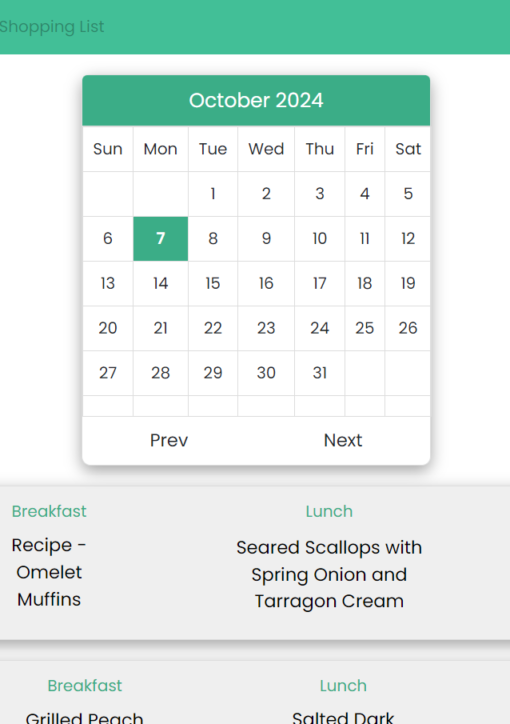 Shopping List
October 2024
Sun Mon Tue Wed Thu Fri Sat
1 2 3 4 5
6 7 8 9 10 11 12
13 14 15 16 17 18 19
20 21 22 23 24 25 26
27 28 29 30 31
Prev Next
Breakfast
Recipe -
Omelet
Muffins
Lunch
Seared Scallops with
Spring Onion and
Tarragon Cream
Breakfast
Grilled Peach
Lunch
Salted Dark